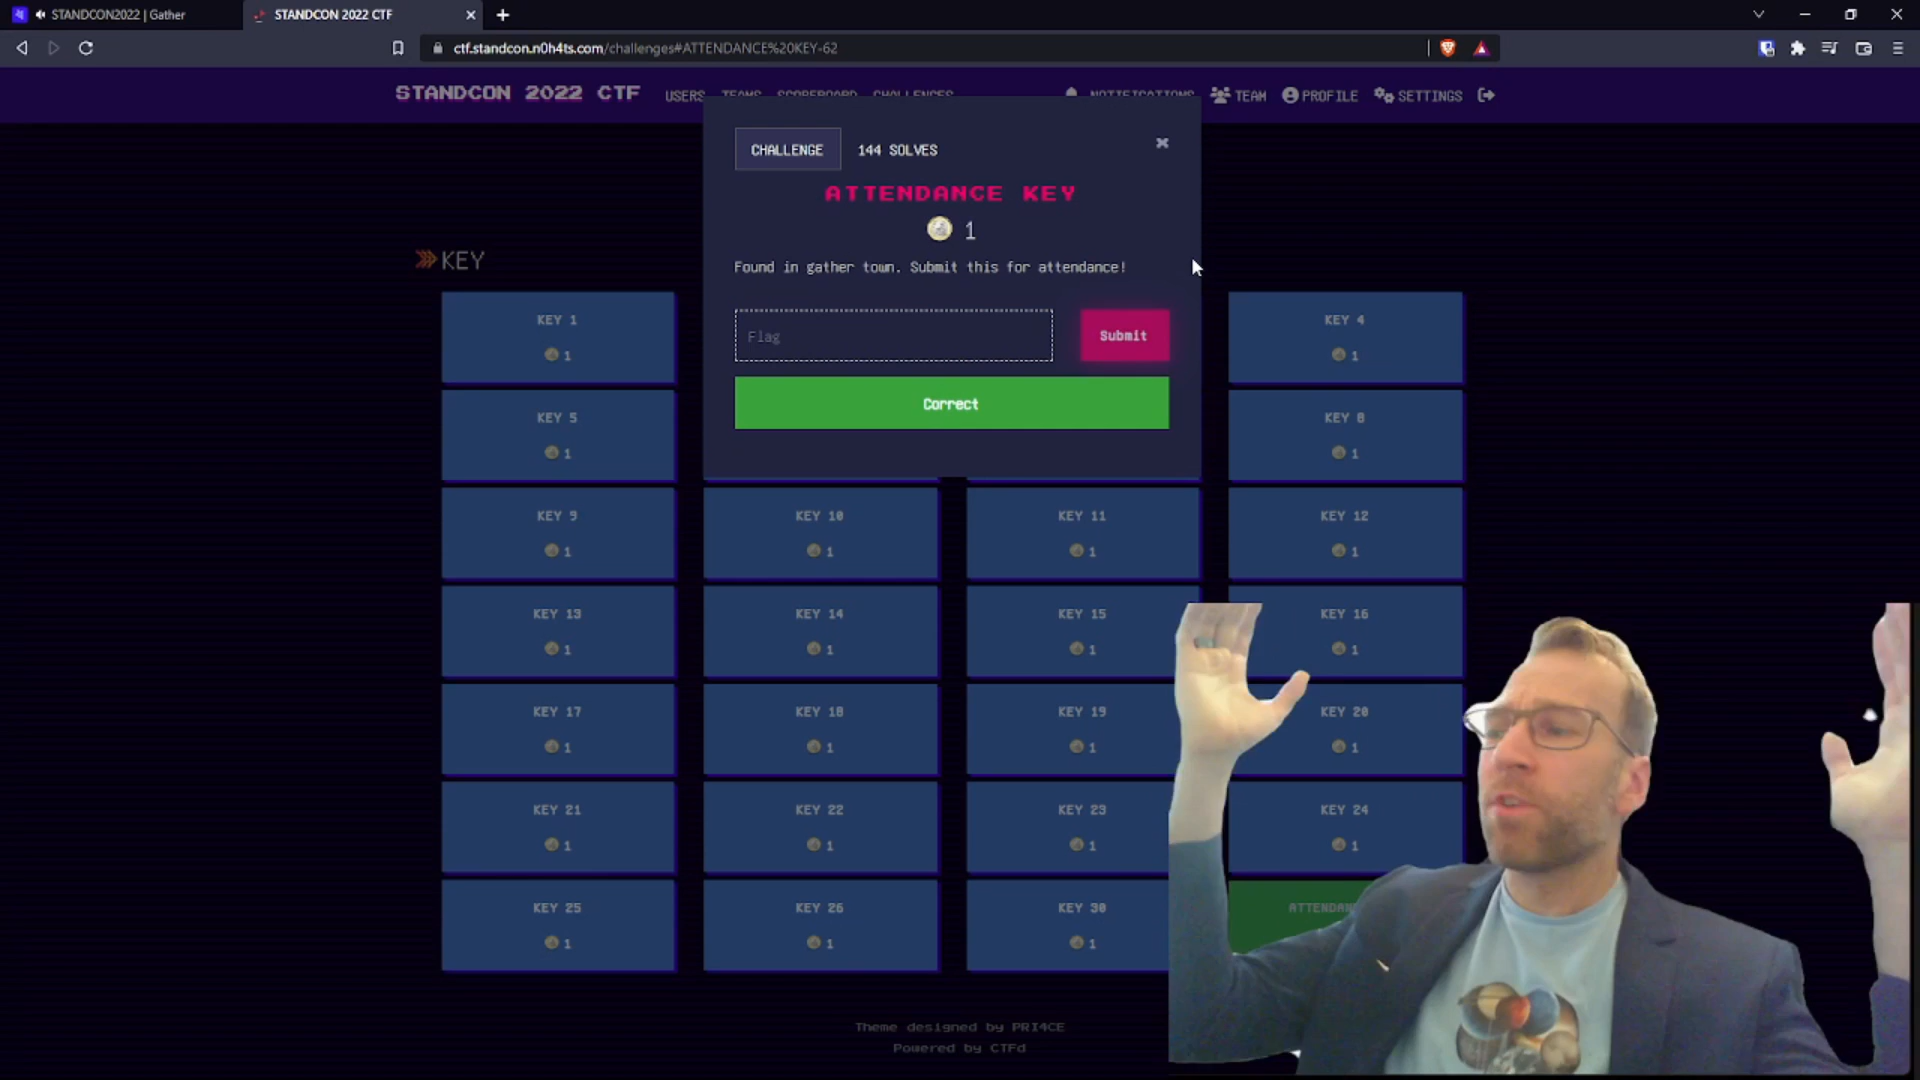 STANDCON2022 | Gather
STANDCON 2022 CTF
ctf.standcon.n0h4ts.com/challenges#ATTENDANCE%20KEY-62
STANDCON 2022 CTF USERS TEAMS SCOREBOARD CHALLENGES NOTIFICATIONS TEAM PROFILE SETTINGS
CHALLENGE 144 SOLVES
ATTENDANCE KEY
1
Found in gather town. Submit this for attendance!
Flag Submit
Correct
KEY
KEY 1 KEY 4
1 1
KEY 5 KEY 8
1 1
KEY 9 KEY 10 KEY 11 KEY 12
1 1 1 1
KEY 13 KEY 14 KEY 15 KEY 16
1 1 1 1
KEY 17 KEY 18 KEY 19 KEY 20
1 1 1 1
KEY 21 KEY 22 KEY 23 KEY 24
1 1 1 1
KEY 25 KEY 26 KEY 30
1 1 1
Theme designed by PRI4CE
Powered by CTFd